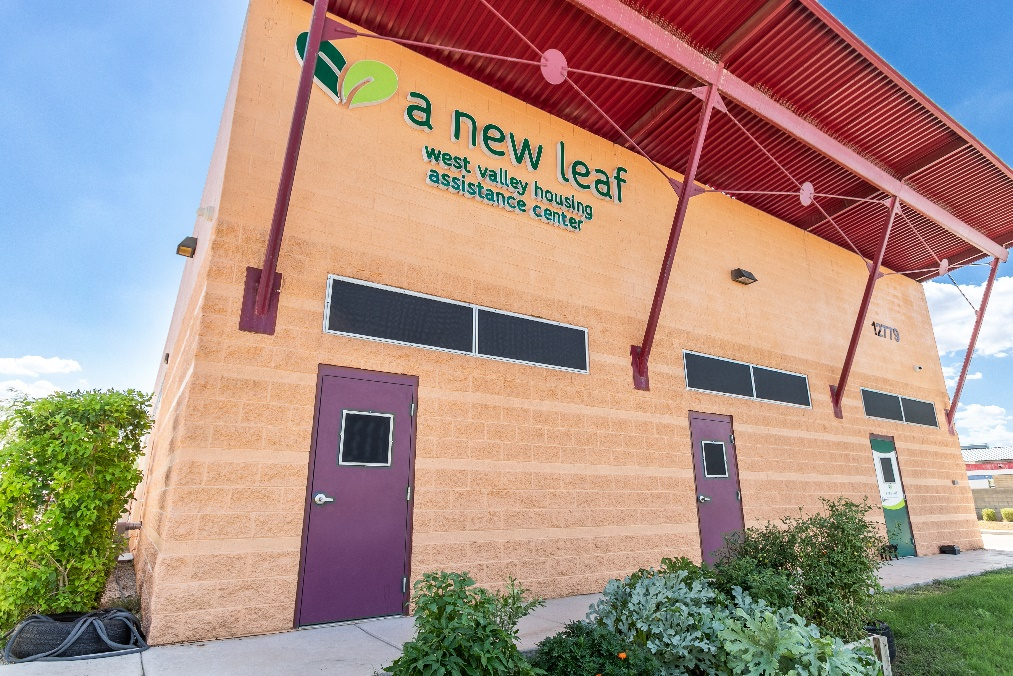 a new leaf
west valley housing
assistance center
12779